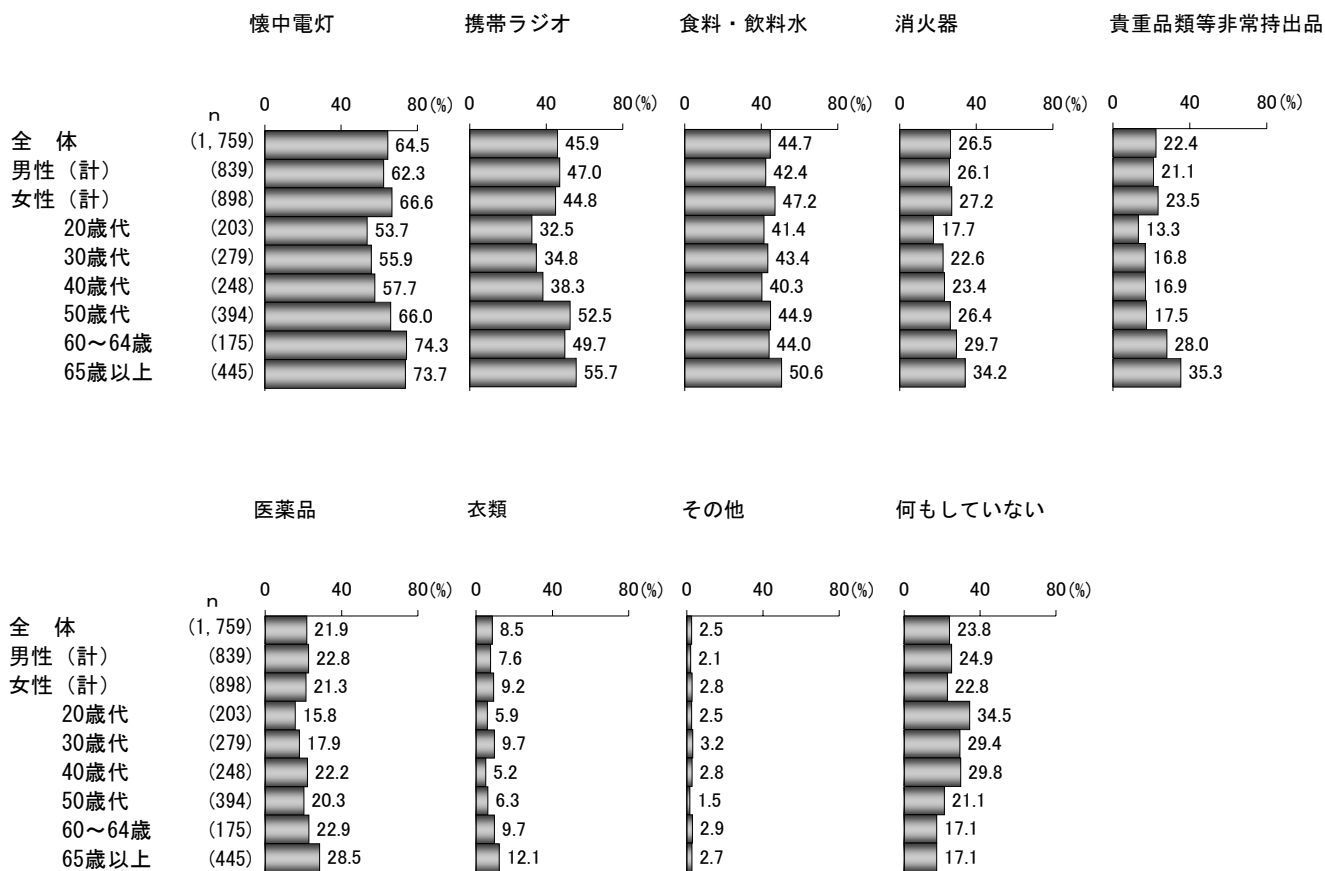 懐中電灯 携帯ラジオ 食料・飲料水 消火器 貴重品類等非常持出品
0 40 80(%) 0 40 80(%) 0 40 80(%) 0 40 80(%) 0 40 80(%)
n
全 体 (1,759) 64.5 45.9 44.7 26.5 22.4
男性(計) (839) 62.3 47.0 42.4 26.1 21.1
女性(計) (898) 66.6 44.8 47.2 27.2 23.5
20歳代 (203) 53.7 32.5 41.4 17.7 13.3
30歳代 (279) 55.9 34.8 43.4 22.6 16.8
40歳代 (248) 57.7 38.3 40.3 23.4 16.9
50歳代 (394) 66.0 52.5 44.9 26.4 17.5
60~64歳 (175) 74.3 49.7 44.0 29.7 28.0
65歳以上 (445) 73.7 55.7 50.6 34.2 35.3
医薬品 衣類 その他 何もしていない
0 40 80(%) 0 40 80(%) 0 40 80(%) 0 40 80(%)
n
全 体 (1,759) 21.9 8.5 2.5 23.8
男性(計) (839) 22.8 7.6 2.1 24.9
女性(計) (898) 21.3 9.2 2.8 22.8
20歳代 (203) 15.8 5.9 2.5 34.5
30歳代 (279) 17.9 9.7 3.2 29.4
40歳代 (248) 22.2 5.2 2.8 29.8
50歳代 (394) 20.3 6.3 1.5 21.1
60~64歳 (175) 22.9 9.7 2.9 17.1
65歳以上 (445) 28.5 12.1 2.7 17.1